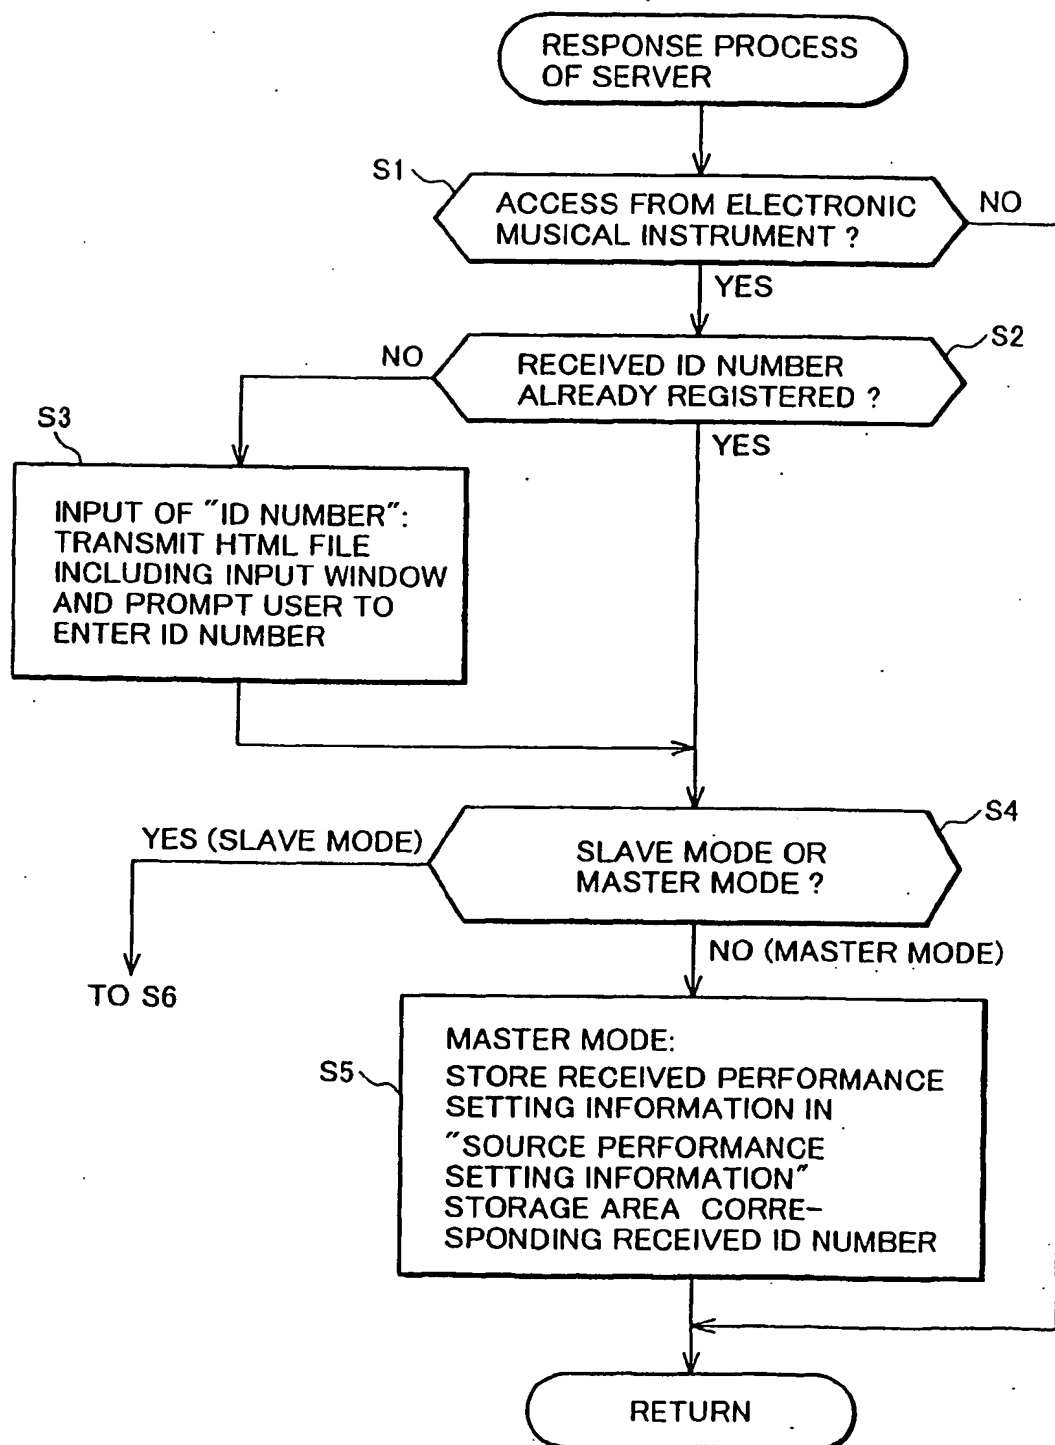 RESPONSE PROCESS
OF SERVER
S1
ACCESS FROM ELECTRONIC
MUSICAL INSTRUMENT ?
NO
YES
S2
NO
RECEIVED ID NUMBER
ALREADY REGISTERED ?
S3
YES
INPUT OF "ID NUMBER":
TRANSMIT HTML FILE
INCLUDING INPUT WINDOW
AND PROMPT USER TO
ENTER ID NUMBER
S4
YES (SLAVE MODE)
SLAVE MODE OR
MASTER MODE ?
NO (MASTER MODE)
TO S6
S5
MASTER MODE:
STORE RECEIVED PERFORMANCE
SETTING INFORMATION IN
"SOURCE PERFORMANCE
SETTING INFORMATION"
STORAGE AREA CORRE-
SPONDING RECEIVED ID NUMBER
RETURN